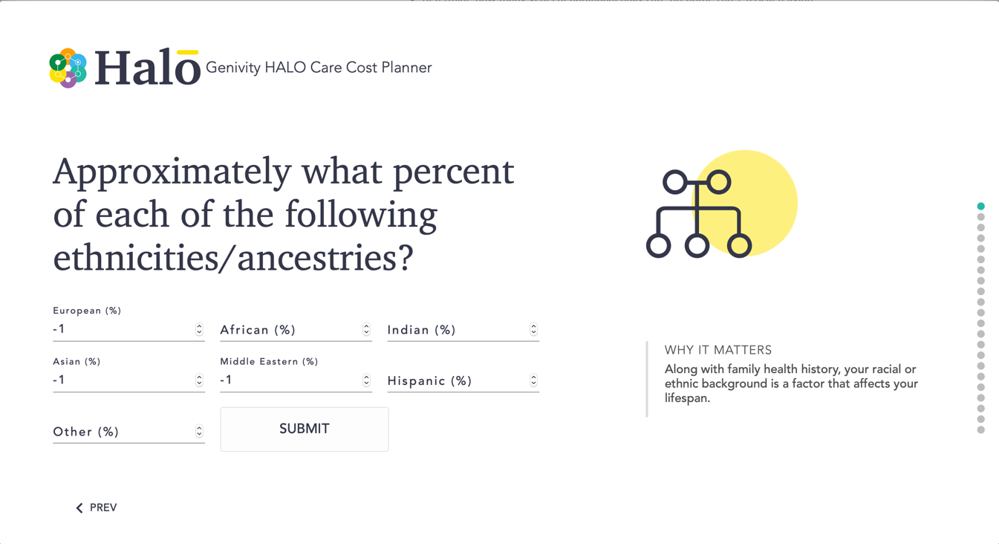 Halo Genivity HALO Care Cost Planner
Approximately what percent
of each of the following
ethnicities/ancestries?
European (%)
-1
African (%)
Indian (%)
Asian (%)
-1
Middle Eastern (%)
-1
Hispanic (%)
Other (%)
SUBMIT
WHY IT MATTERS
Along with family health history, your racial or
ethnic background is a factor that affects your
lifespan.
PREV